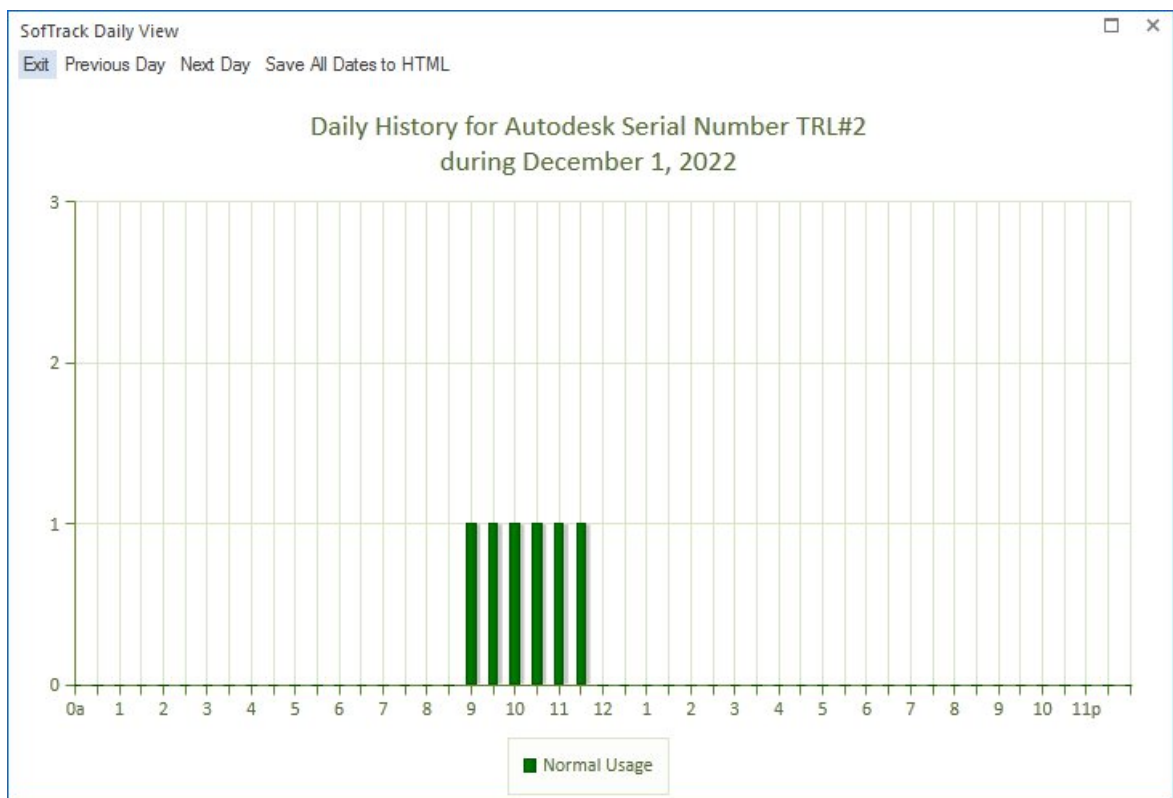 SofTrack Daily View
Exit Previous Day Next Day Save All Dates to HTML
Daily History for Autodesk Serial Number TRL#2
during December 1, 2022
3
2
1
0
0a 1 2 3 4 5 6 7 8 9 10 11 12 1 2 3 4 5 6 7 8 9 10 11p
Normal Usage